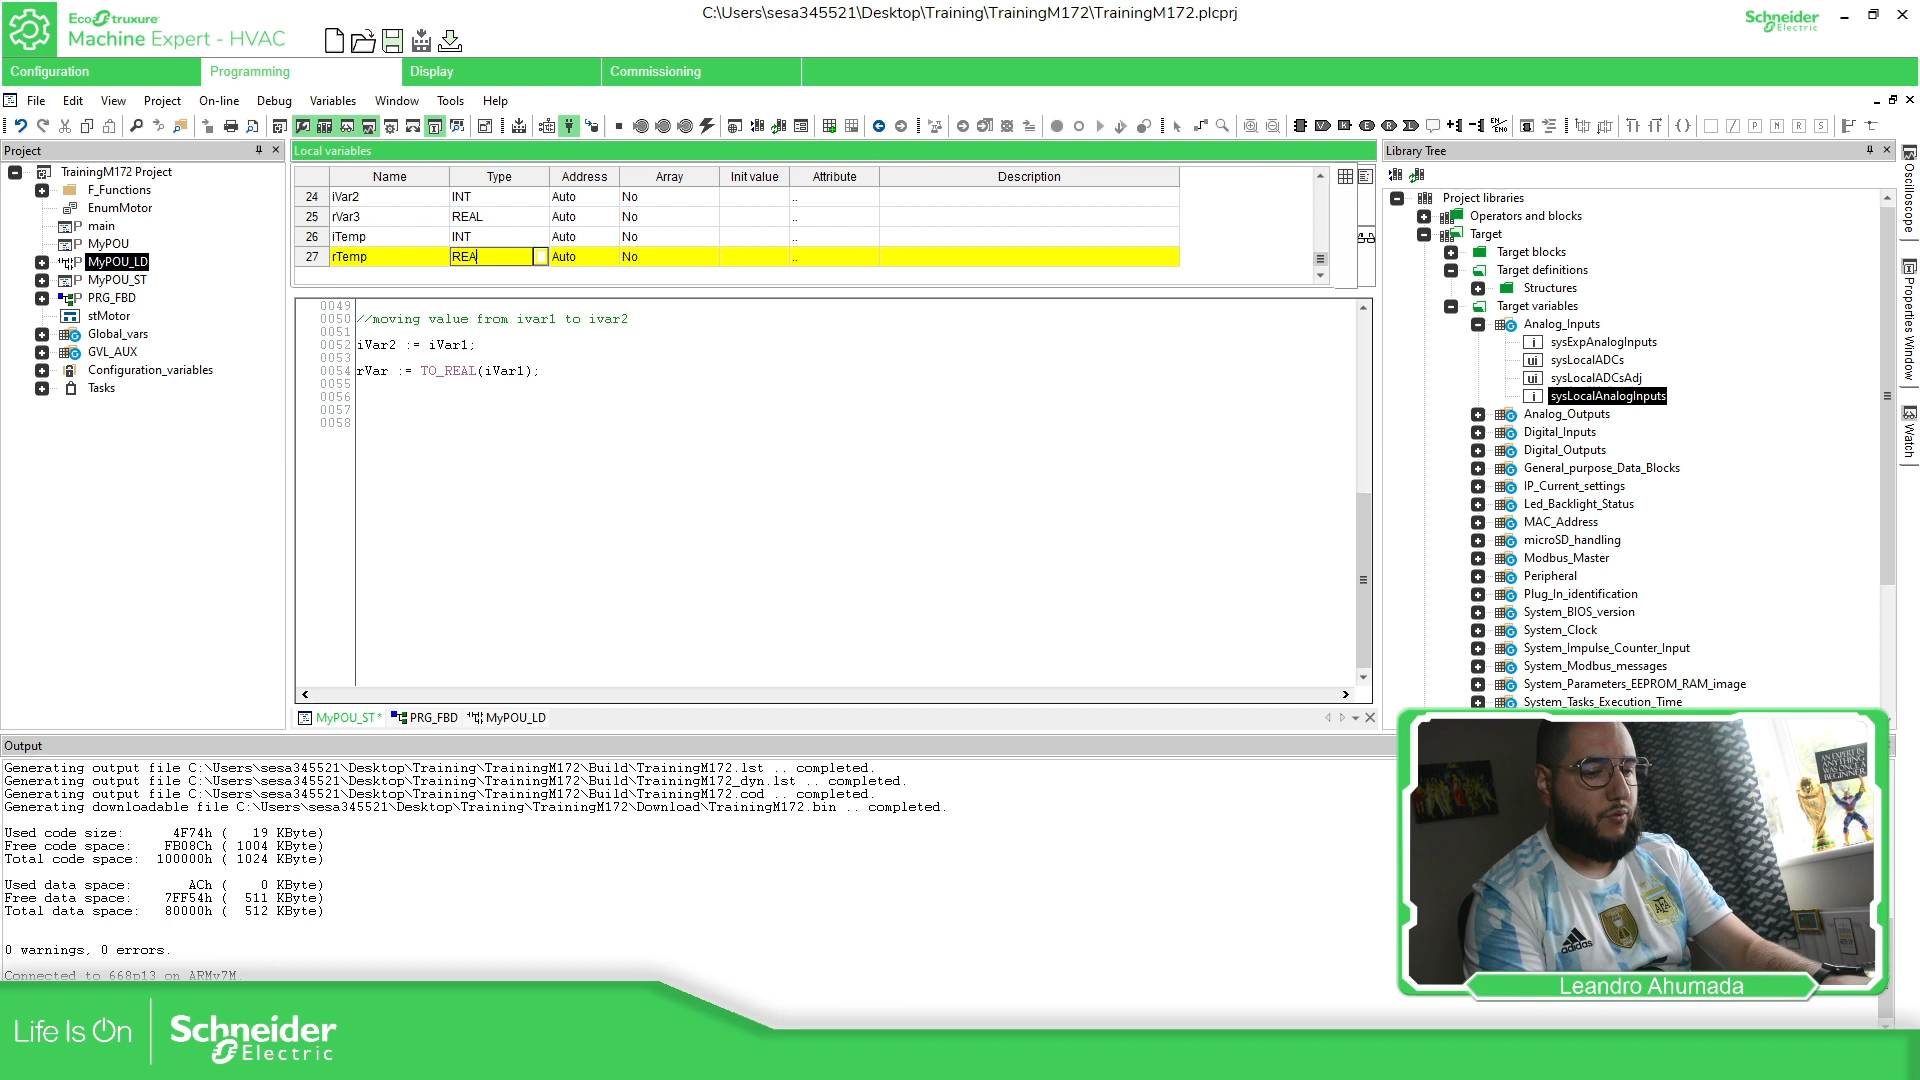 EcoStruxure
Machine Expert - HVAC
C:\Users\sesa345521\Desktop\Training\TrainingM172\TrainingM172.plcprj
Schneider
Electric
Configuration
Programming
Display
Commissioning
File Edit View Project On-line Debug Variables Window Tools Help
Project
Local variables
Library Tree
TrainingM172 Project
F_Functions
EnumMotor
main
MyPOU
MyPOU_LD
MyPOU_ST
PRG_FBD
stMotor
Global_vars
GVL_AUX
Configuration_variables
Tasks
Name Type Address Array Init value Attribute Description
24 iVar2 INT Auto No ..
25 rVar3 REAL Auto No ..
26 iTemp INT Auto No ..
27 rTemp REA Auto No ..
0049
0050 //moving value from ivar1 to ivar2
0051
0052 iVar2 := iVar1;
0053
0054 rVar := TO_REAL(iVar1);
0055
0056
0057
0058
MyPOU_ST* PRG_FBD MyPOU_LD
Project libraries
Operators and blocks
Target
Target blocks
Target definitions
Structures
Target variables
Analog_Inputs
i sysExpAnalogInputs
ui sysLocalADCs
ui sysLocalADCsAdj
i sysLocalAnalogInputs
Analog_Outputs
Digital_Inputs
Digital_Outputs
General_purpose_Data_Blocks
IP_Current_settings
Led_Backlight_Status
MAC_Address
microSD_handling
Modbus_Master
Peripheral
Plug_In_identification
System_BIOS_version
System_Clock
System_Impulse_Counter_Input
System_Modbus_messages
System_Parameters_EEPROM_RAM_image
System_Tasks_Execution_Time
Oscilloscope
Properties Window
Watch
Output
Generating output file C:\Users\sesa345521\Desktop\Training\TrainingM172\Build\TrainingM172.lst .. completed.
Generating output file C:\Users\sesa345521\Desktop\Training\TrainingM172\Build\TrainingM172_dyn.lst .. completed.
Generating output file C:\Users\sesa345521\Desktop\Training\TrainingM172\Build\TrainingM172.cod .. completed.
Generating downloadable file C:\Users\sesa345521\Desktop\Training\TrainingM172\Download\TrainingM172.bin .. completed.
Used code size: 4F74h ( 19 KByte)
Free code space: FB08Ch ( 1004 KByte)
Total code space: 100000h ( 1024 KByte)
Used data space: ACh ( 0 KByte)
Free data space: 7FF54h ( 511 KByte)
Total data space: 80000h ( 512 KByte)
0 warnings, 0 errors.
Connected to 668p13 on ARMv7M.
AN EXPERT IN
ANYTHING
WAS ONCE A
BEGINNER
adidas
AFA
Leandro Ahumada
Life Is On
Schneider
Electric